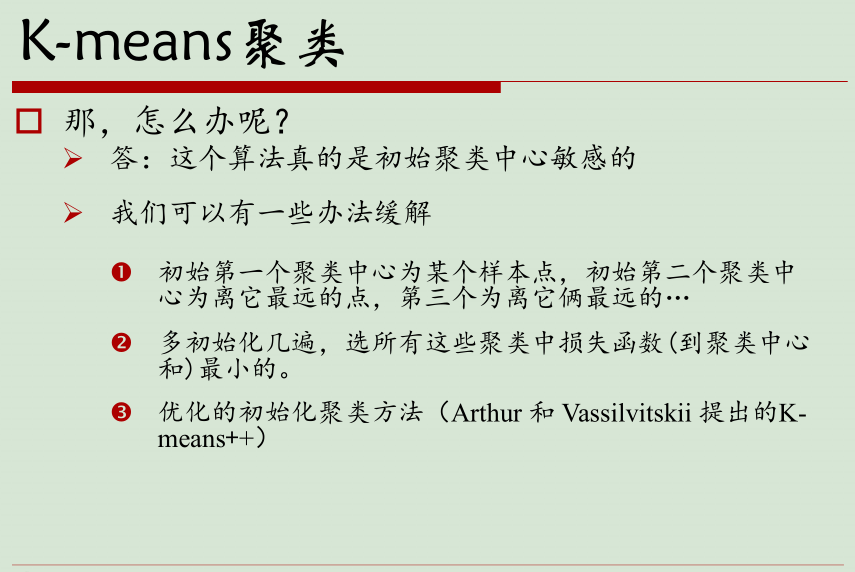 K-means聚类
那，怎么办呢？
答：这个算法真的是初始聚类中心敏感的
我们可以有一些办法缓解
❶ 初始第一个聚类中心为某个样本点，初始第二个聚类中
心为离它最远的点，第三个为离它俩最远的…
❷ 多初始化几遍，选所有这些聚类中损失函数(到聚类中心
和)最小的。
❸ 优化的初始化聚类方法（Arthur 和 Vassilvitskii 提出的K-
means++）